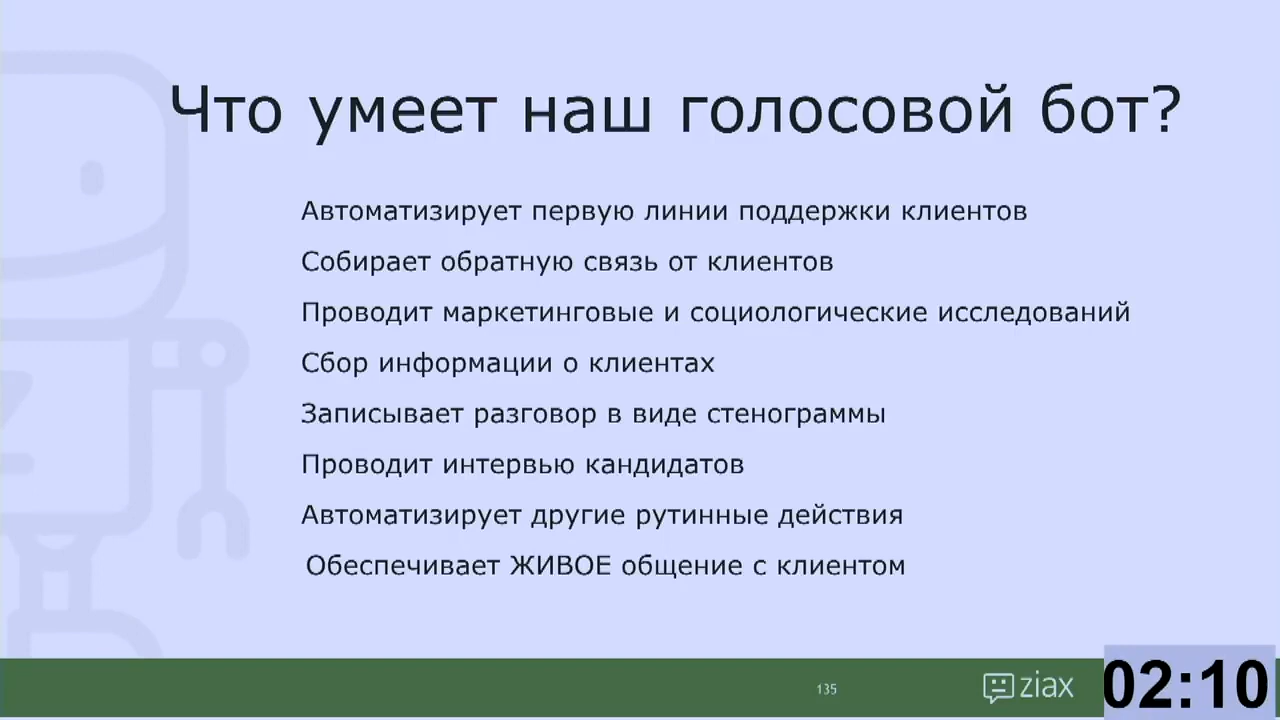 Что умеет наш голосовой бот?
Автоматизирует первую линии поддержки клиентов
Собирает обратную связь от клиентов
Проводит маркетинговые и социологические исследований
Сбор информации о клиентах
Записывает разговор в виде стенограммы
Проводит интервью кандидатов
Автоматизирует другие рутинные действия
Обеспечивает ЖИВОЕ общение с клиентом
135
ziax
02:10